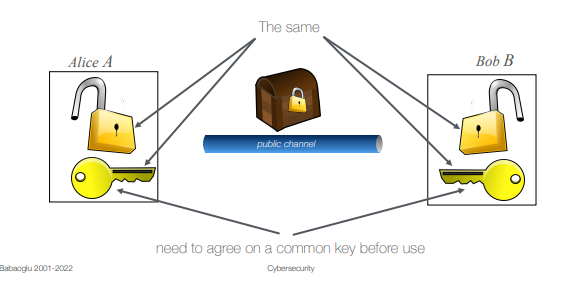 The same
Alice A
Bob B
public channel
need to agree on a common key before use
Babaoglu 2001-2022
Cybersecurity